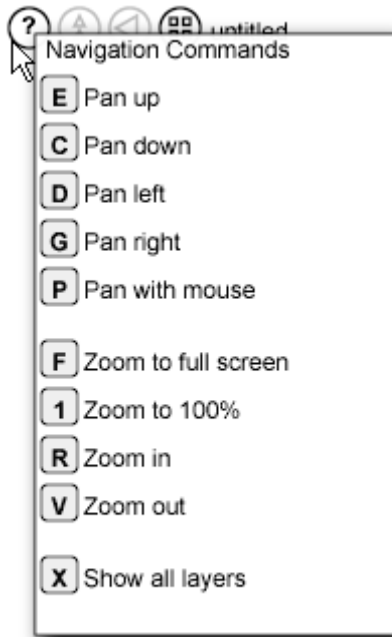 ? untitled
Navigation Commands
E Pan up
C Pan down
D Pan left
G Pan right
P Pan with mouse
F Zoom to full screen
1 Zoom to 100%
R Zoom in
V Zoom out
X Show all layers